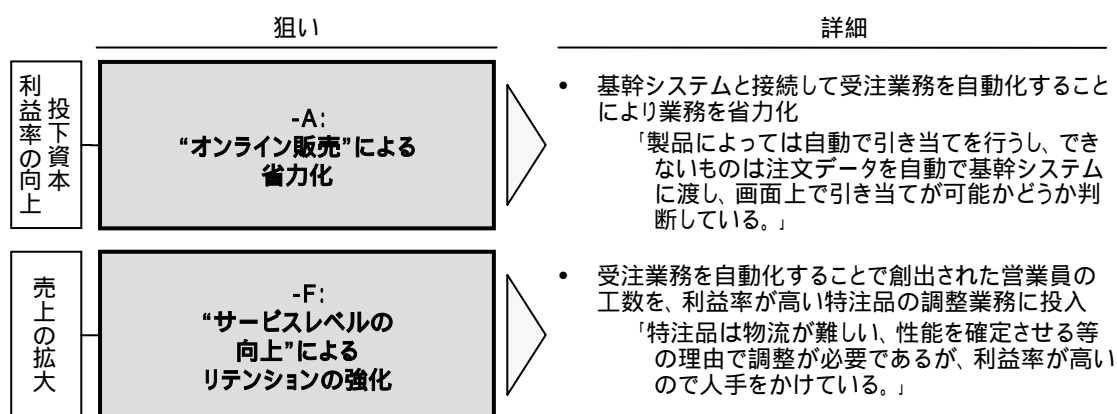 狙い
詳細
投下資本
利益率の向上
-A:
“オンライン販売”による
省力化
• 基幹システムと接続して受注業務を自動化すること
により業務を省力化
「製品によっては自動で引き当てを行うし、でき
ないものは注文データを自動で基幹システム
に渡し、画面上で引き当てが可能かどうか判
断している。」
売上の拡大
-F:
“サービスレベルの
向上”による
リテンションの強化
• 受注業務を自動化することで創出された営業員の
工数を、利益率が高い特注品の調整業務に投入
「特注品は物流が難しい、性能を確定させる等
の理由で調整が必要であるが、利益率が高い
ので人手をかけている。」